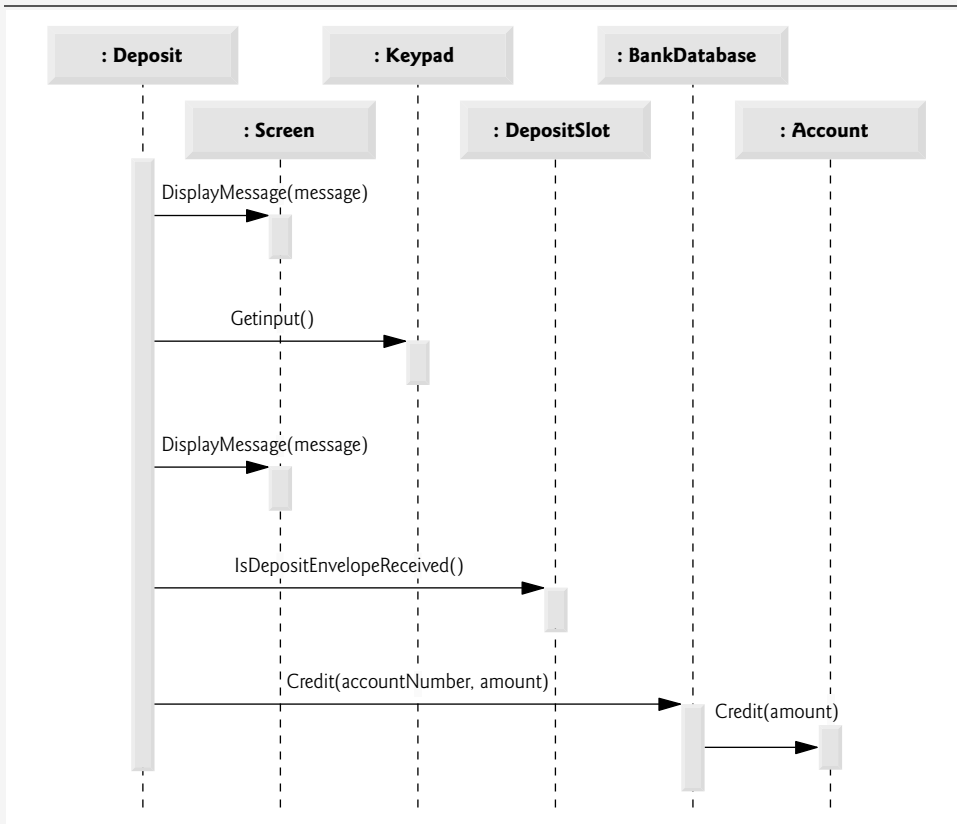 : Deposit
: Keypad
: BankDatabase
: Screen
: DepositSlot
: Account
DisplayMessage(message)
Getinput()
DisplayMessage(message)
IsDepositEnvelopeReceived()
Credit(accountNumber, amount)
Credit(amount)